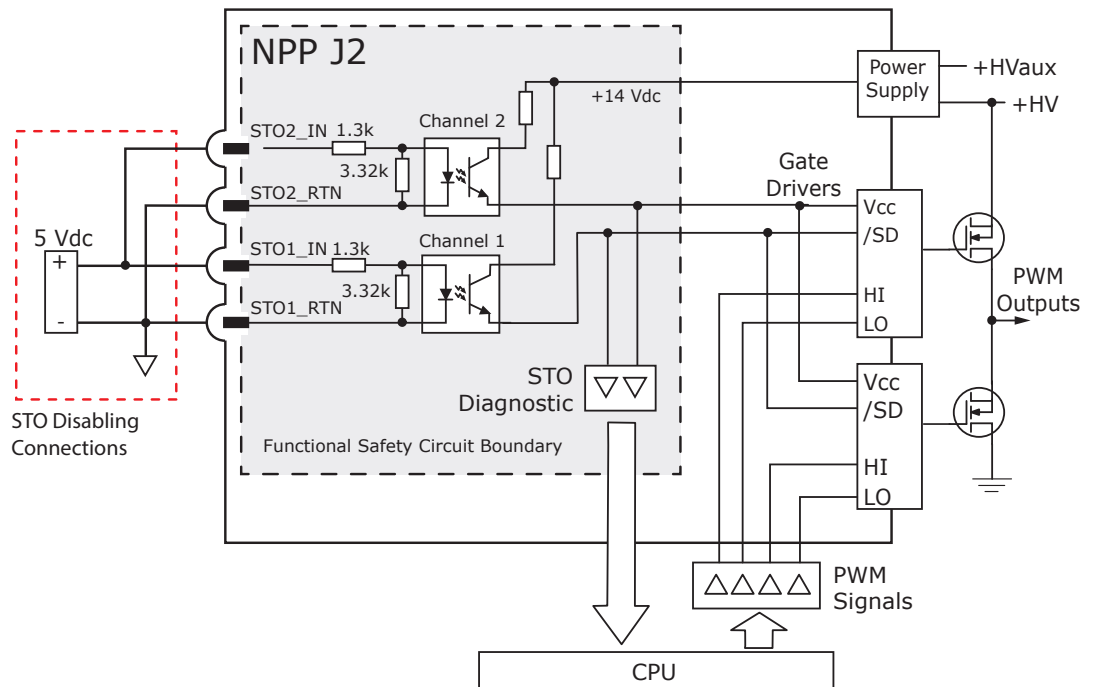 NPP J2
Power
Supply
+HVaux
+HV
+14 Vdc
STO2_IN 1.3k
Channel 2
3.32k
STO2_RTN
Gate
Drivers
Vcc
/SD
5 Vdc
+
-
STO1_IN 1.3k
Channel 1
3.32k
STO1_RTN
HI
LO
PWM
Outputs
STO
Diagnostic
Vcc
/SD
HI
LO
STO Disabling
Connections
Functional Safety Circuit Boundary
PWM
Signals
CPU